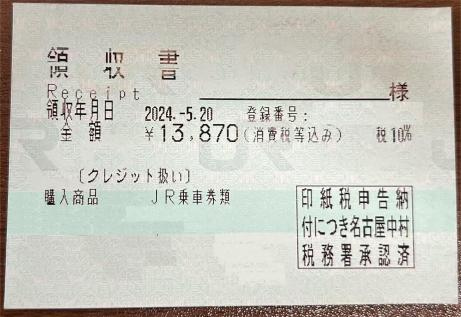 領収書
Receipt 様
領収年月日 2024.-5.20 登録番号:
金額 ¥13,870(消費税等込み) 税10%
〔クレジット扱い〕
購入商品 JR乗車券類
印紙税申告納
付につき名古屋中村
税務署承認済